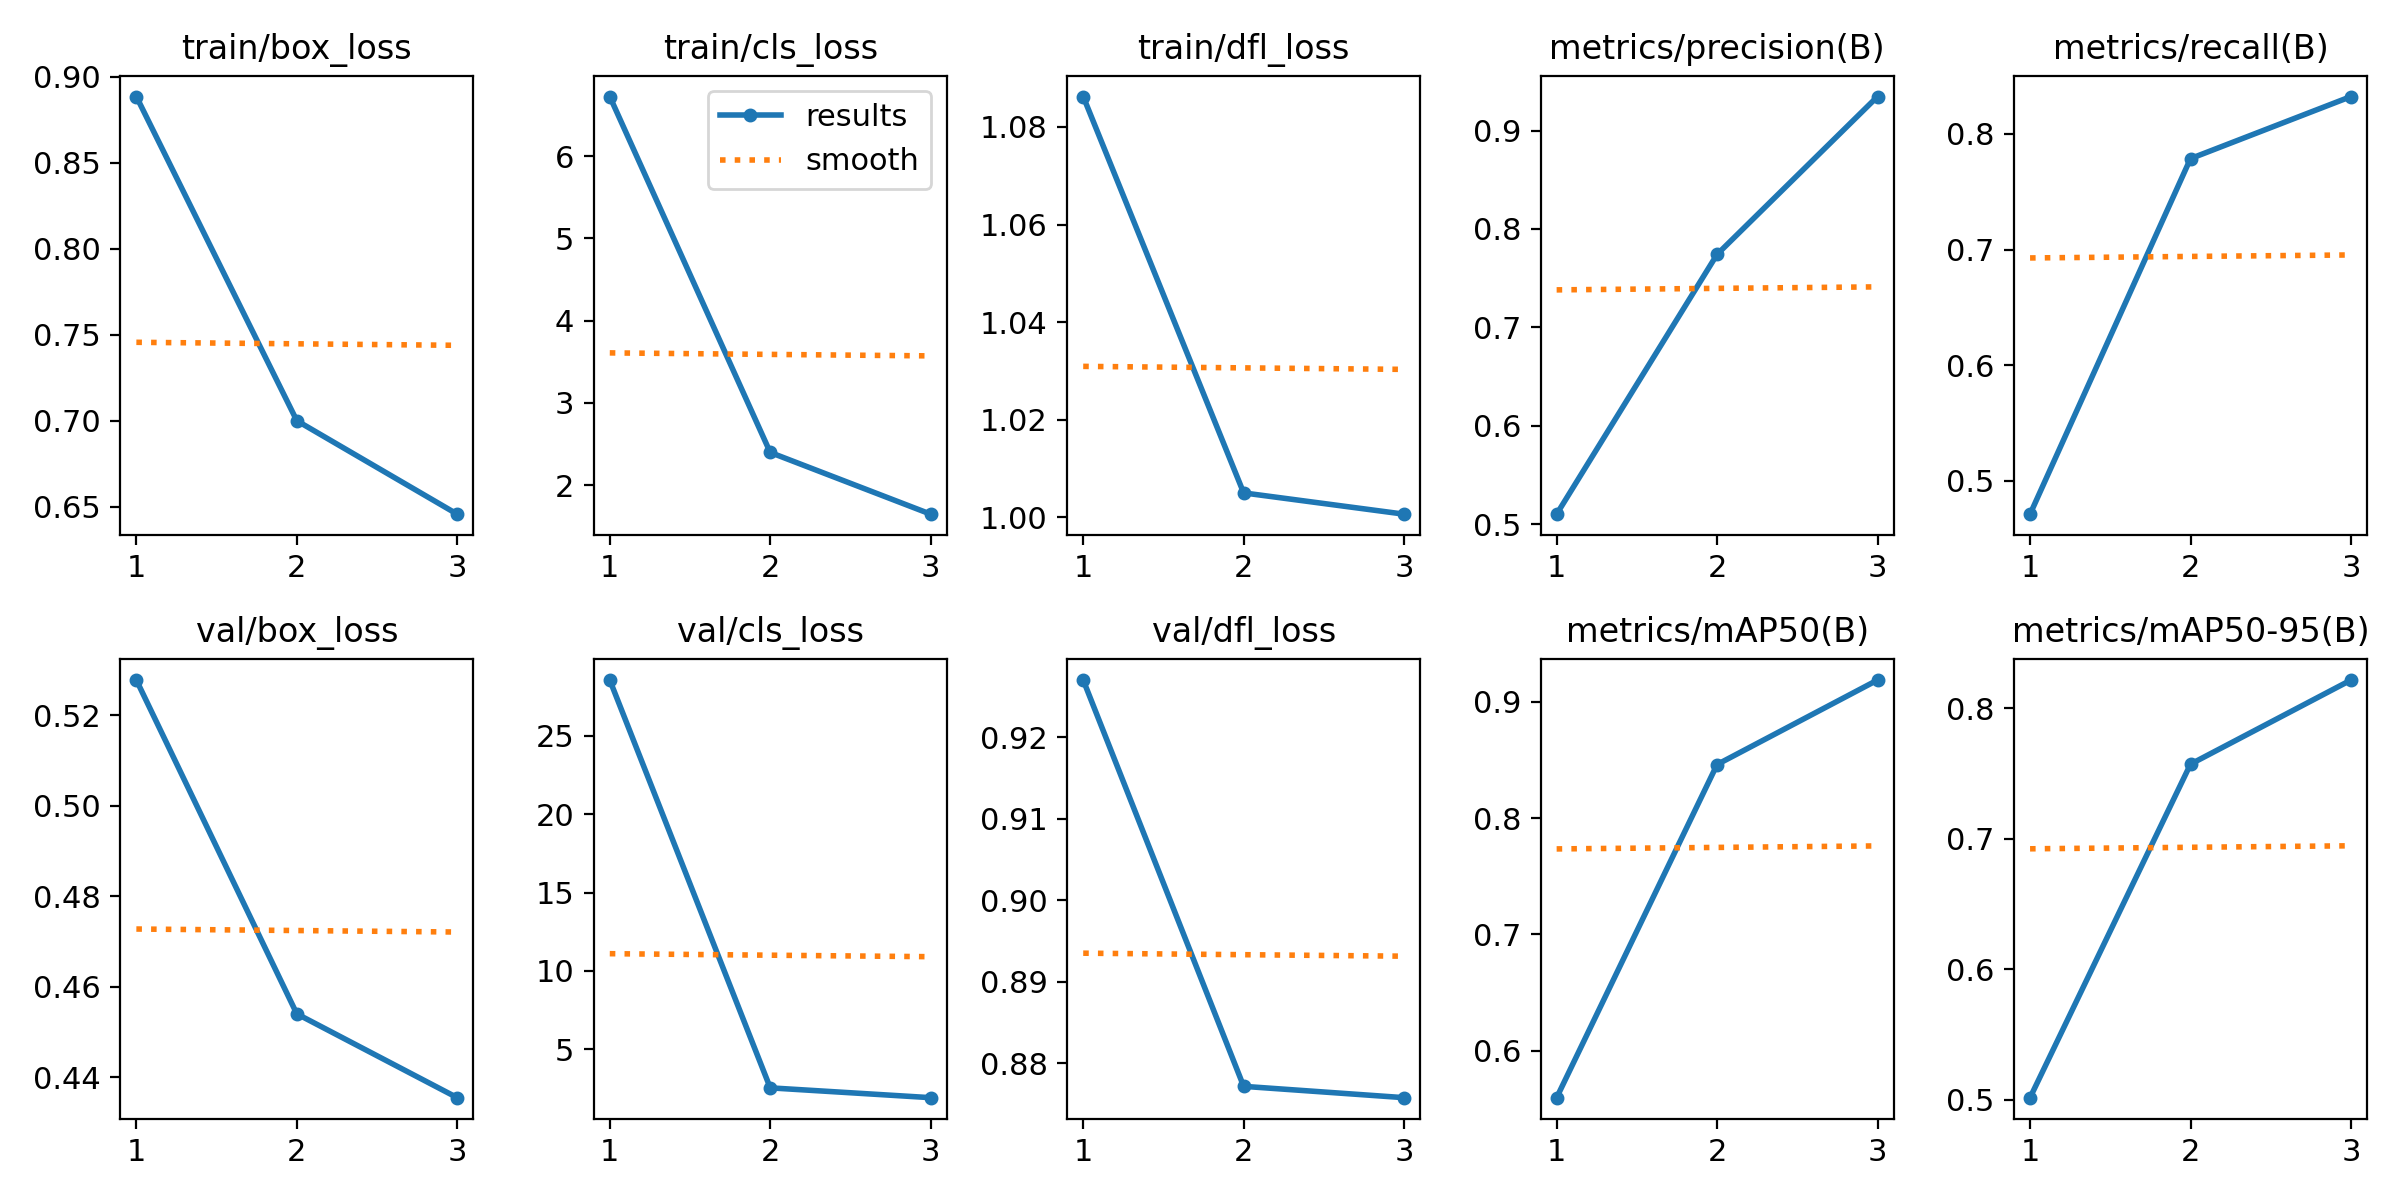 train/box_loss
0.90
0.85
0.80
0.75
0.70
0.65
1 2 3
train/cls_loss
results
smooth
6
5
4
3
2
1 2 3
train/dfl_loss
1.08
1.06
1.04
1.02
1.00
1 2 3
metrics/precision(B)
0.9
0.8
0.7
0.6
0.5
1 2 3
metrics/recall(B)
0.8
0.7
0.6
0.5
1 2 3
val/box_loss
0.52
0.50
0.48
0.46
0.44
1 2 3
val/cls_loss
25
20
15
10
5
1 2 3
val/dfl_loss
0.92
0.91
0.90
0.89
0.88
1 2 3
metrics/mAP50(B)
0.9
0.8
0.7
0.6
1 2 3
metrics/mAP50-95(B)
0.8
0.7
0.6
0.5
1 2 3